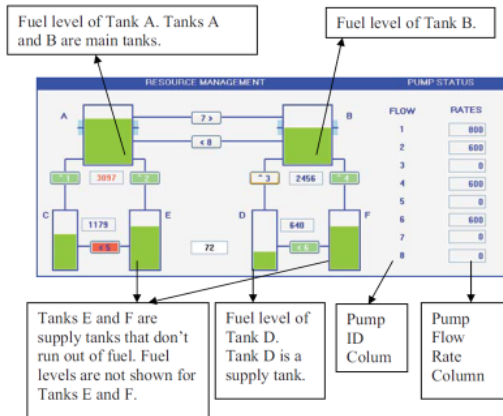 Fuel level of Tank A. Tanks A
and B are main tanks.
Fuel level of Tank B.
RESOURCE MANAGEMENT
PUMP STATUS
A
7 >
B
FLOW
RATES
< 8
1
800
2
600
3
0
^ 1
3097
^ 2
^ 3
2456
^ 4
4
600
5
0
C
1179
E
D
640
F
6
600
< 5
72
< 6
7
0
8
0
Tanks E and F are
supply tanks that don't
run out of fuel. Fuel
levels are not shown for
Tanks E and F.
Fuel level of
Tank D.
Tank D is a
supply tank.
Pump
ID
Colum
Pump
Flow
Rate
Column